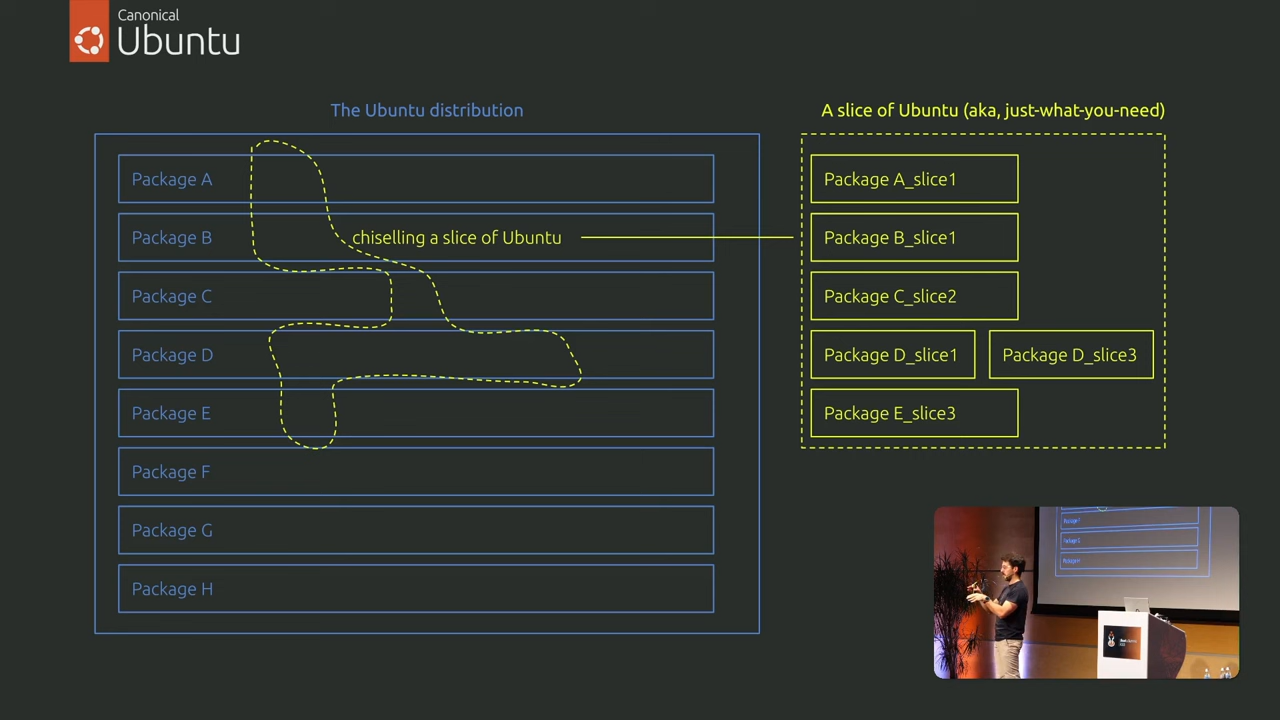 Canonical
Ubuntu
The Ubuntu distribution
A slice of Ubuntu (aka, just-what-you-need)
Package A
Package B
chiselling a slice of Ubuntu
Package C
Package D
Package E
Package F
Package G
Package H
Package A_slice1
Package B_slice1
Package C_slice2
Package D_slice1
Package D_slice3
Package E_slice3